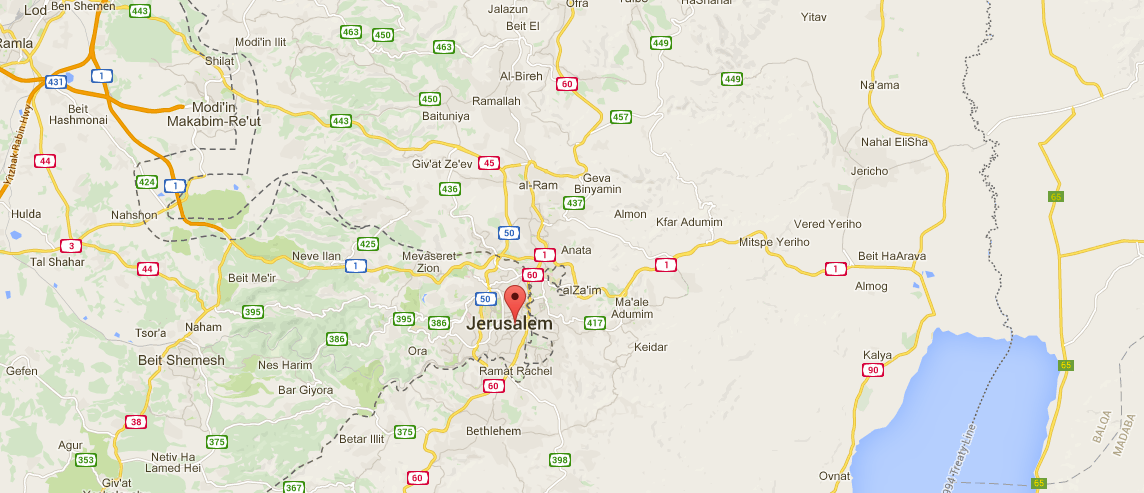 Lod
Ben Shemen
443
Jalazun
Beit El
Ofra
HaShahar
Yitav
Ramla
Modi'in Ilit
463
450
463
449
Shilat
431
1
Al-Bireh
60
449
Na'ama
Beit
Hashmonai
Modi'in
Makabim-Re'ut
450
Ramallah
Baituniya
443
457
Yitzhak Rabin Hwy
44
Giv'at Ze'ev
45
Nahal EliSha
Jericho
424
1
436
al-Ram
Geva
Binyamin
65
437
Hulda
Nahshon
Almon
Kfar Adumim
Vered Yeriho
50
Mitspe Yeriho
3
425
Tal Shahar
44
Neve Ilan
1
Mevaseret
Zion
1
Anata
1
1
Beit HaArava
60
Beit Me'ir
alZa'im
Almog
50
Ma'ale
Adumim
395
395
386
Jerusalem
417
Naham
Tsor'a
386
Ora
Keidar
Beit Shemesh
Kalya
Gefen
Nes Harim
Ramat Rachel
90
65
60
Bar Giyora
38
Betar Illit
375
Bethlehem
BALQA
MADABA
Agur
375
353
Netiv Ha
Lamed Hei
398
994 Treaty Line
60
Ovnat
Giv'at
367
65